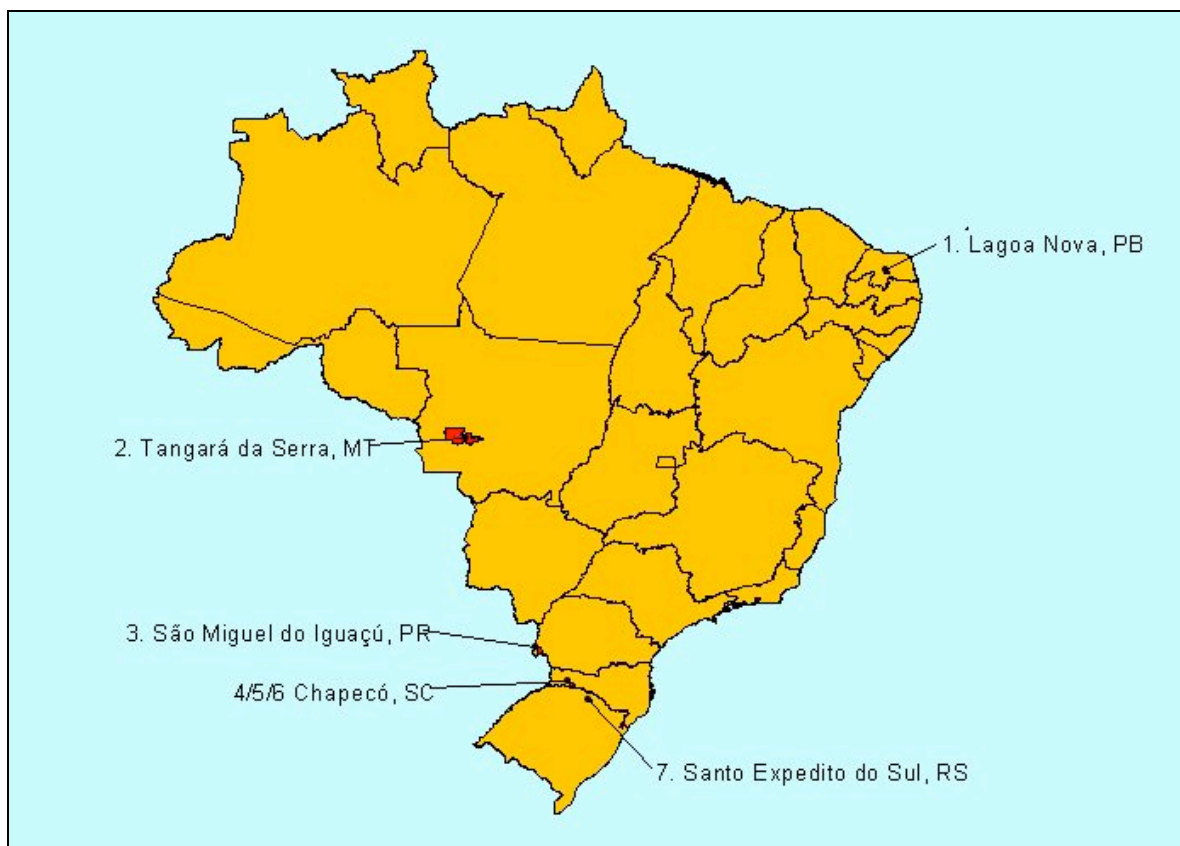 1. Lagoa Nova, PB
2. Tangará da Serra, MT
3. São Miguel do Iguaçú, PR
4/5/6 Chapecó, SC
7. Santo Expedito do Sul, RS